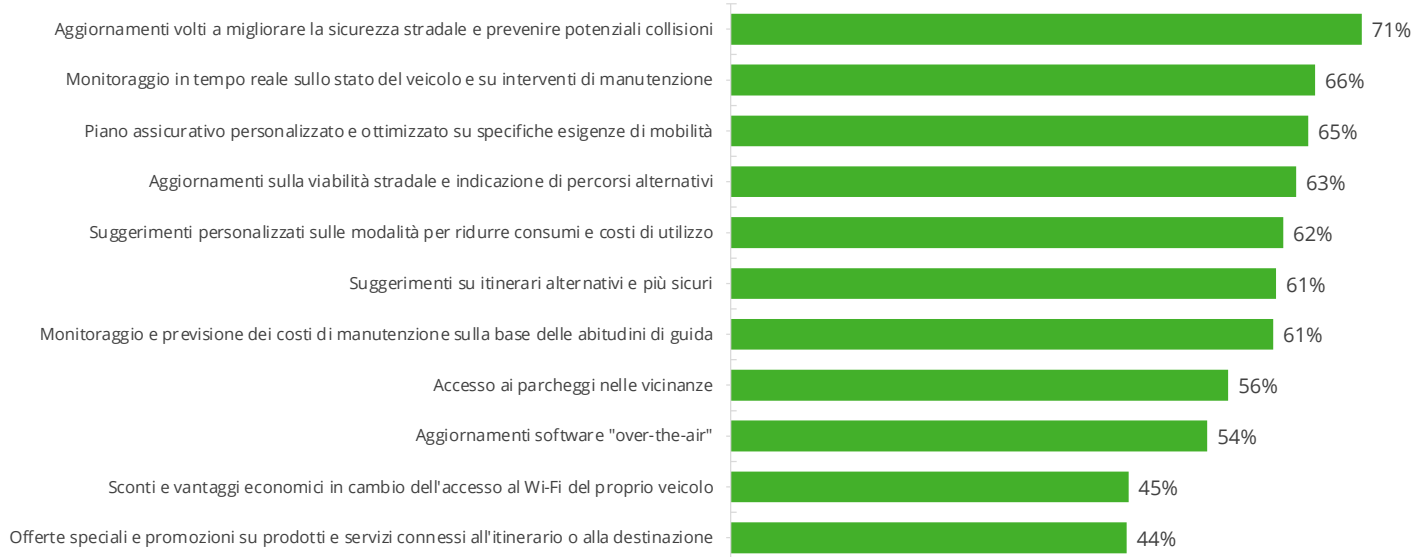 Aggiornamenti volti a migliorare la sicurezza stradale e prevenire potenziali collisioni 71%
Monitoraggio in tempo reale sullo stato del veicolo e su interventi di manutenzione 66%
Piano assicurativo personalizzato e ottimizzato su specifiche esigenze di mobilità 65%
Aggiornamenti sulla viabilità stradale e indicazione di percorsi alternativi 63%
Suggerimenti personalizzati sulle modalità per ridurre consumi e costi di utilizzo 62%
Suggerimenti su itinerari alternativi e più sicuri 61%
Monitoraggio e previsione dei costi di manutenzione sulla base delle abitudini di guida 61%
Accesso ai parcheggi nelle vicinanze 56%
Aggiornamenti software "over-the-air" 54%
Sconti e vantaggi economici in cambio dell'accesso al Wi-Fi del proprio veicolo 45%
Offerte speciali e promozioni su prodotti e servizi connessi all'itinerario o alla destinazione 44%